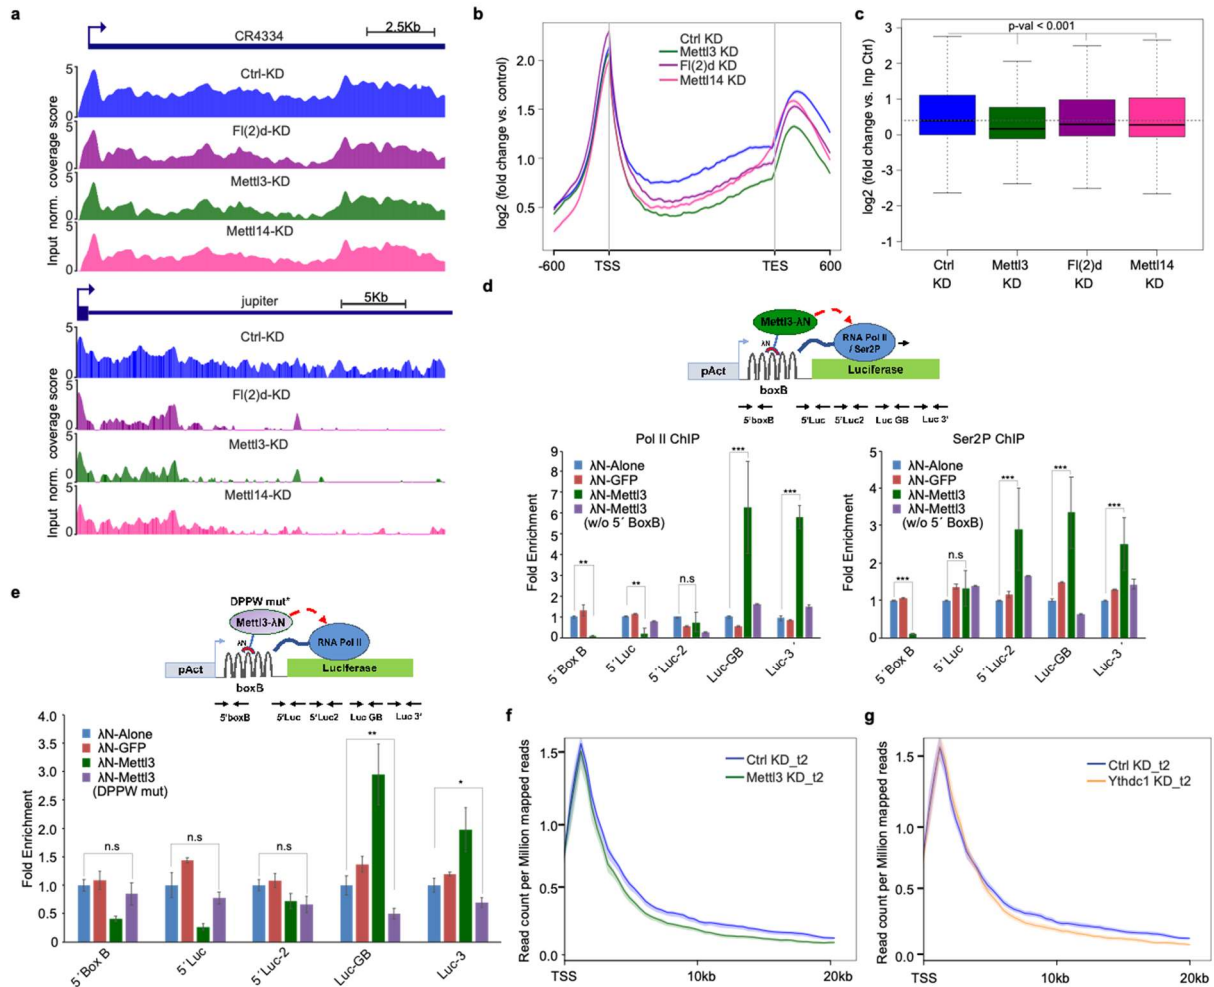 a
CR4334
2.5Kb
Input norm. coverage score
5
0
Ctrl-KD
5
0
Fl(2)d-KD
5
0
Mettl3-KD
5
0
Mettl14-KD
jupiter
5Kb
Input norm. coverage score
5
0
Ctrl-KD
5
0
Fl(2)d-KD
5
0
Mettl3-KD
5
0
Mettl14-KD
b
log2 (fold change vs. control)
2.0
1.5
1.0
0.5
Ctrl KD
Mettl3 KD
Fl(2)d KD
Mettl14 KD
-600
TSS
TES
600
c
log2 (fold change vs. Inp Ctrl)
3
2
1
0
-3
-2
-1
p-val < 0.001
Ctrl KD
Mettl3 KD
Fl(2)d KD
Mettl14 KD
d
Mettl3-λN
λN
RNA Pol II
/ Ser2P
pAct
Luciferase
boxB
5'boxB
5'Luc
5'Luc2
Luc GB
Luc 3'
Pol II ChIP
Fold Enrichment
9
8
7
6
5
4
3
2
1
0
λN-Alone
λN-GFP
λN-Mettl3
λN-Mettl3
(w/o 5´ BoxB)
**
**
n.s
***
***
5´Box B
5´Luc
5´Luc-2
Luc-GB
Luc-3´
Ser2P ChIP
Fold Enrichment
5
4
3
2
1
0
λN-Alone
λN-GFP
λN-Mettl3
λN-Mettl3
(w/o 5´ BoxB)
***
n.s
***
***
***
5´Box B
5´Luc
5´Luc-2
Luc-GB
Luc-3´
e
DPPW mut*
Mettl3-λN
λN
RNA Pol II
pAct
Luciferase
boxB
5'boxB
5'Luc
5'Luc2
Luc GB
Luc 3'
Fold Enrichment
4.0
3.5
3.0
2.5
2.0
1.5
1.0
0.5
0
λN-Alone
λN-GFP
λN-Mettl3
λN-Mettl3
(DPPW mut)
n.s
n.s
n.s
**
*
5´Box B
5´Luc
5´Luc-2
Luc-GB
Luc-3
f
Read count per Million mapped reads
1.5
1.0
0.5
0.0
Ctrl KD_t2
Mettl3 KD_t2
TSS
10kb
20kb
g
Read count per Million mapped reads
1.5
1.0
0.5
0.0
Ctrl KD_t2
Ythdc1 KD_t2
TSS
10kb
20kb